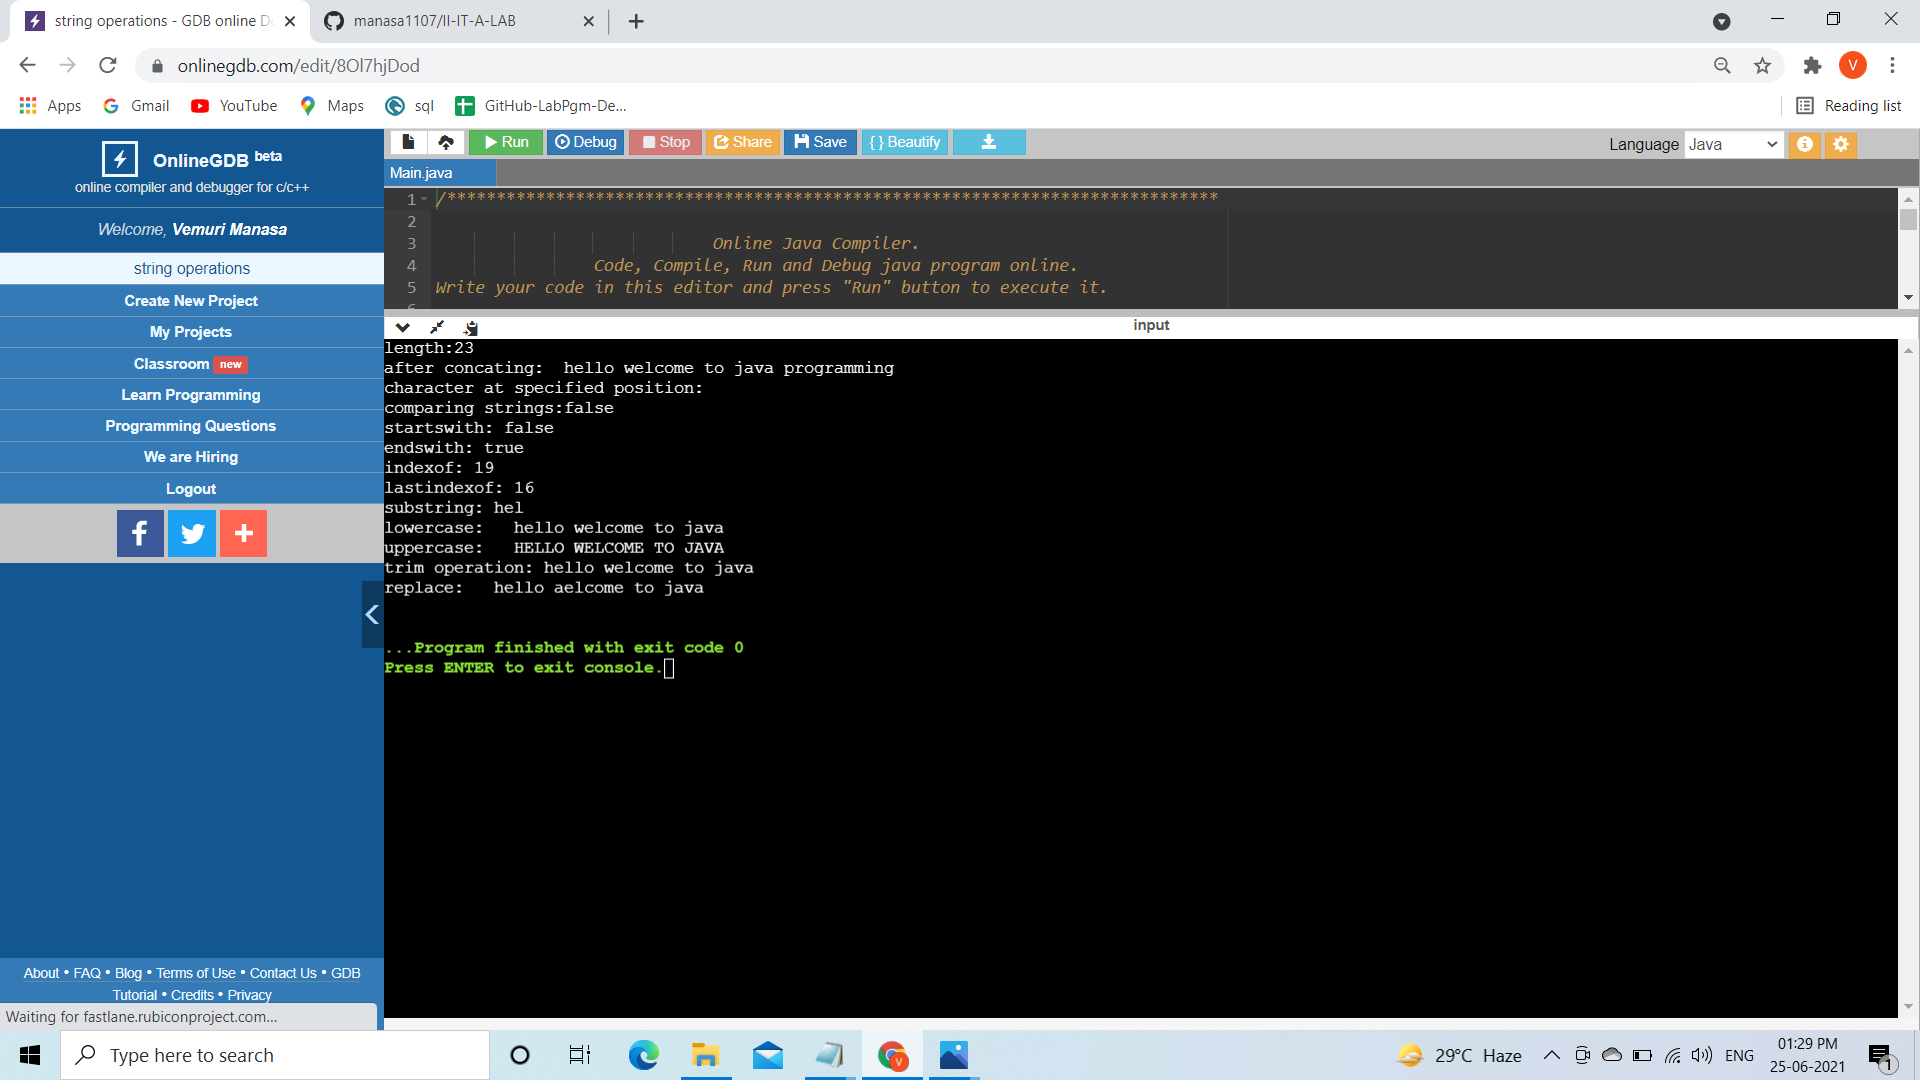 string operations - GDB online D
manasa1107/II-IT-A-LAB
onlinegdb.com/edit/8Ol7hjDod
V
Apps
Gmail
YouTube
Maps
sql
GitHub-LabPgm-De...
Reading list
OnlineGDB beta
online compiler and debugger for c/c++
Welcome, Vemuri Manasa
string operations
Create New Project
My Projects
Classroom new
Learn Programming
Programming Questions
We are Hiring
Logout
About • FAQ • Blog • Terms of Use • Contact Us • GDB
Tutorial • Credits • Privacy
Waiting for fastlane.rubiconproject.com...
Run
Debug
Stop
Share
Save
{ } Beautify
Language
Java
Main.java
1 /******************************************************************************
2
3 Online Java Compiler.
4 Code, Compile, Run and Debug java program online.
5 Write your code in this editor and press "Run" button to execute it.
6
input
length:23
after concating:  hello welcome to java programming
character at specified position:
comparing strings:false
startswith: false
endswith: true
indexof: 19
lastindexof: 16
substring: hel
lowercase:   hello welcome to java
uppercase:   HELLO WELCOME TO JAVA
trim operation: hello welcome to java
replace:   hello aelcome to java
...Program finished with exit code 0
Press ENTER to exit console.
Type here to search
29°C Haze
ENG
01:29 PM
25-06-2021
1